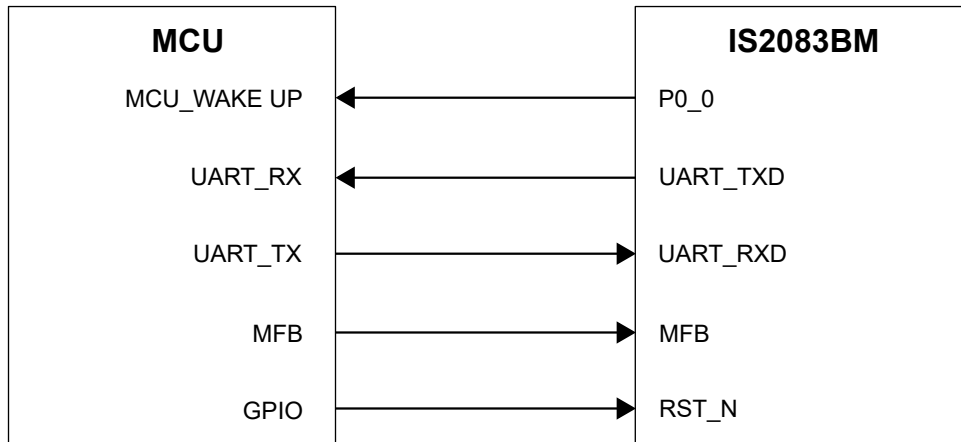 MCU
IS2083BM
MCU_WAKE UP
P0_0
UART_RX
UART_TXD
UART_TX
UART_RXD
MFB
MFB
GPIO
RST_N